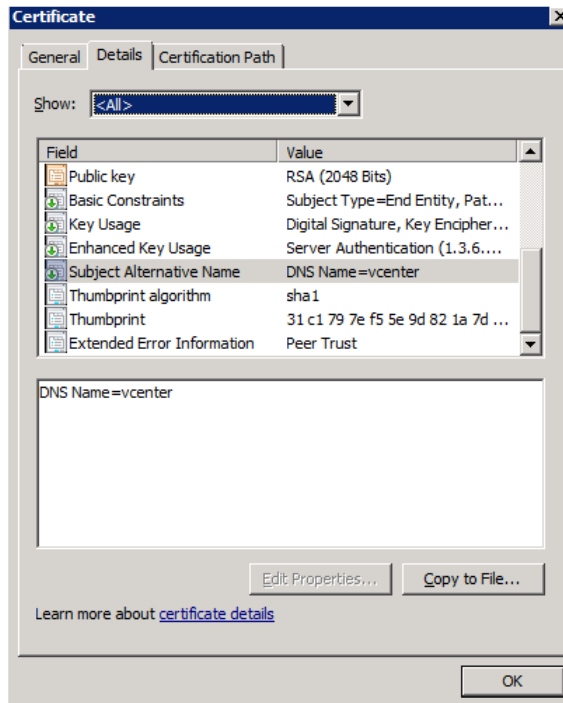 Certificate
General Details Certification Path
Show: <All>
Field Value
Public key RSA (2048 Bits)
Basic Constraints Subject Type=End Entity, Pat...
Key Usage Digital Signature, Key Encipher...
Enhanced Key Usage Server Authentication (1.3.6....
Subject Alternative Name DNS Name=vcenter
Thumbprint algorithm sha1
Thumbprint 31 c1 79 7e f5 5e 9d 82 1a 7d ...
Extended Error Information Peer Trust
DNS Name=vcenter
Edit Properties... Copy to File...
Learn more about certificate details
OK